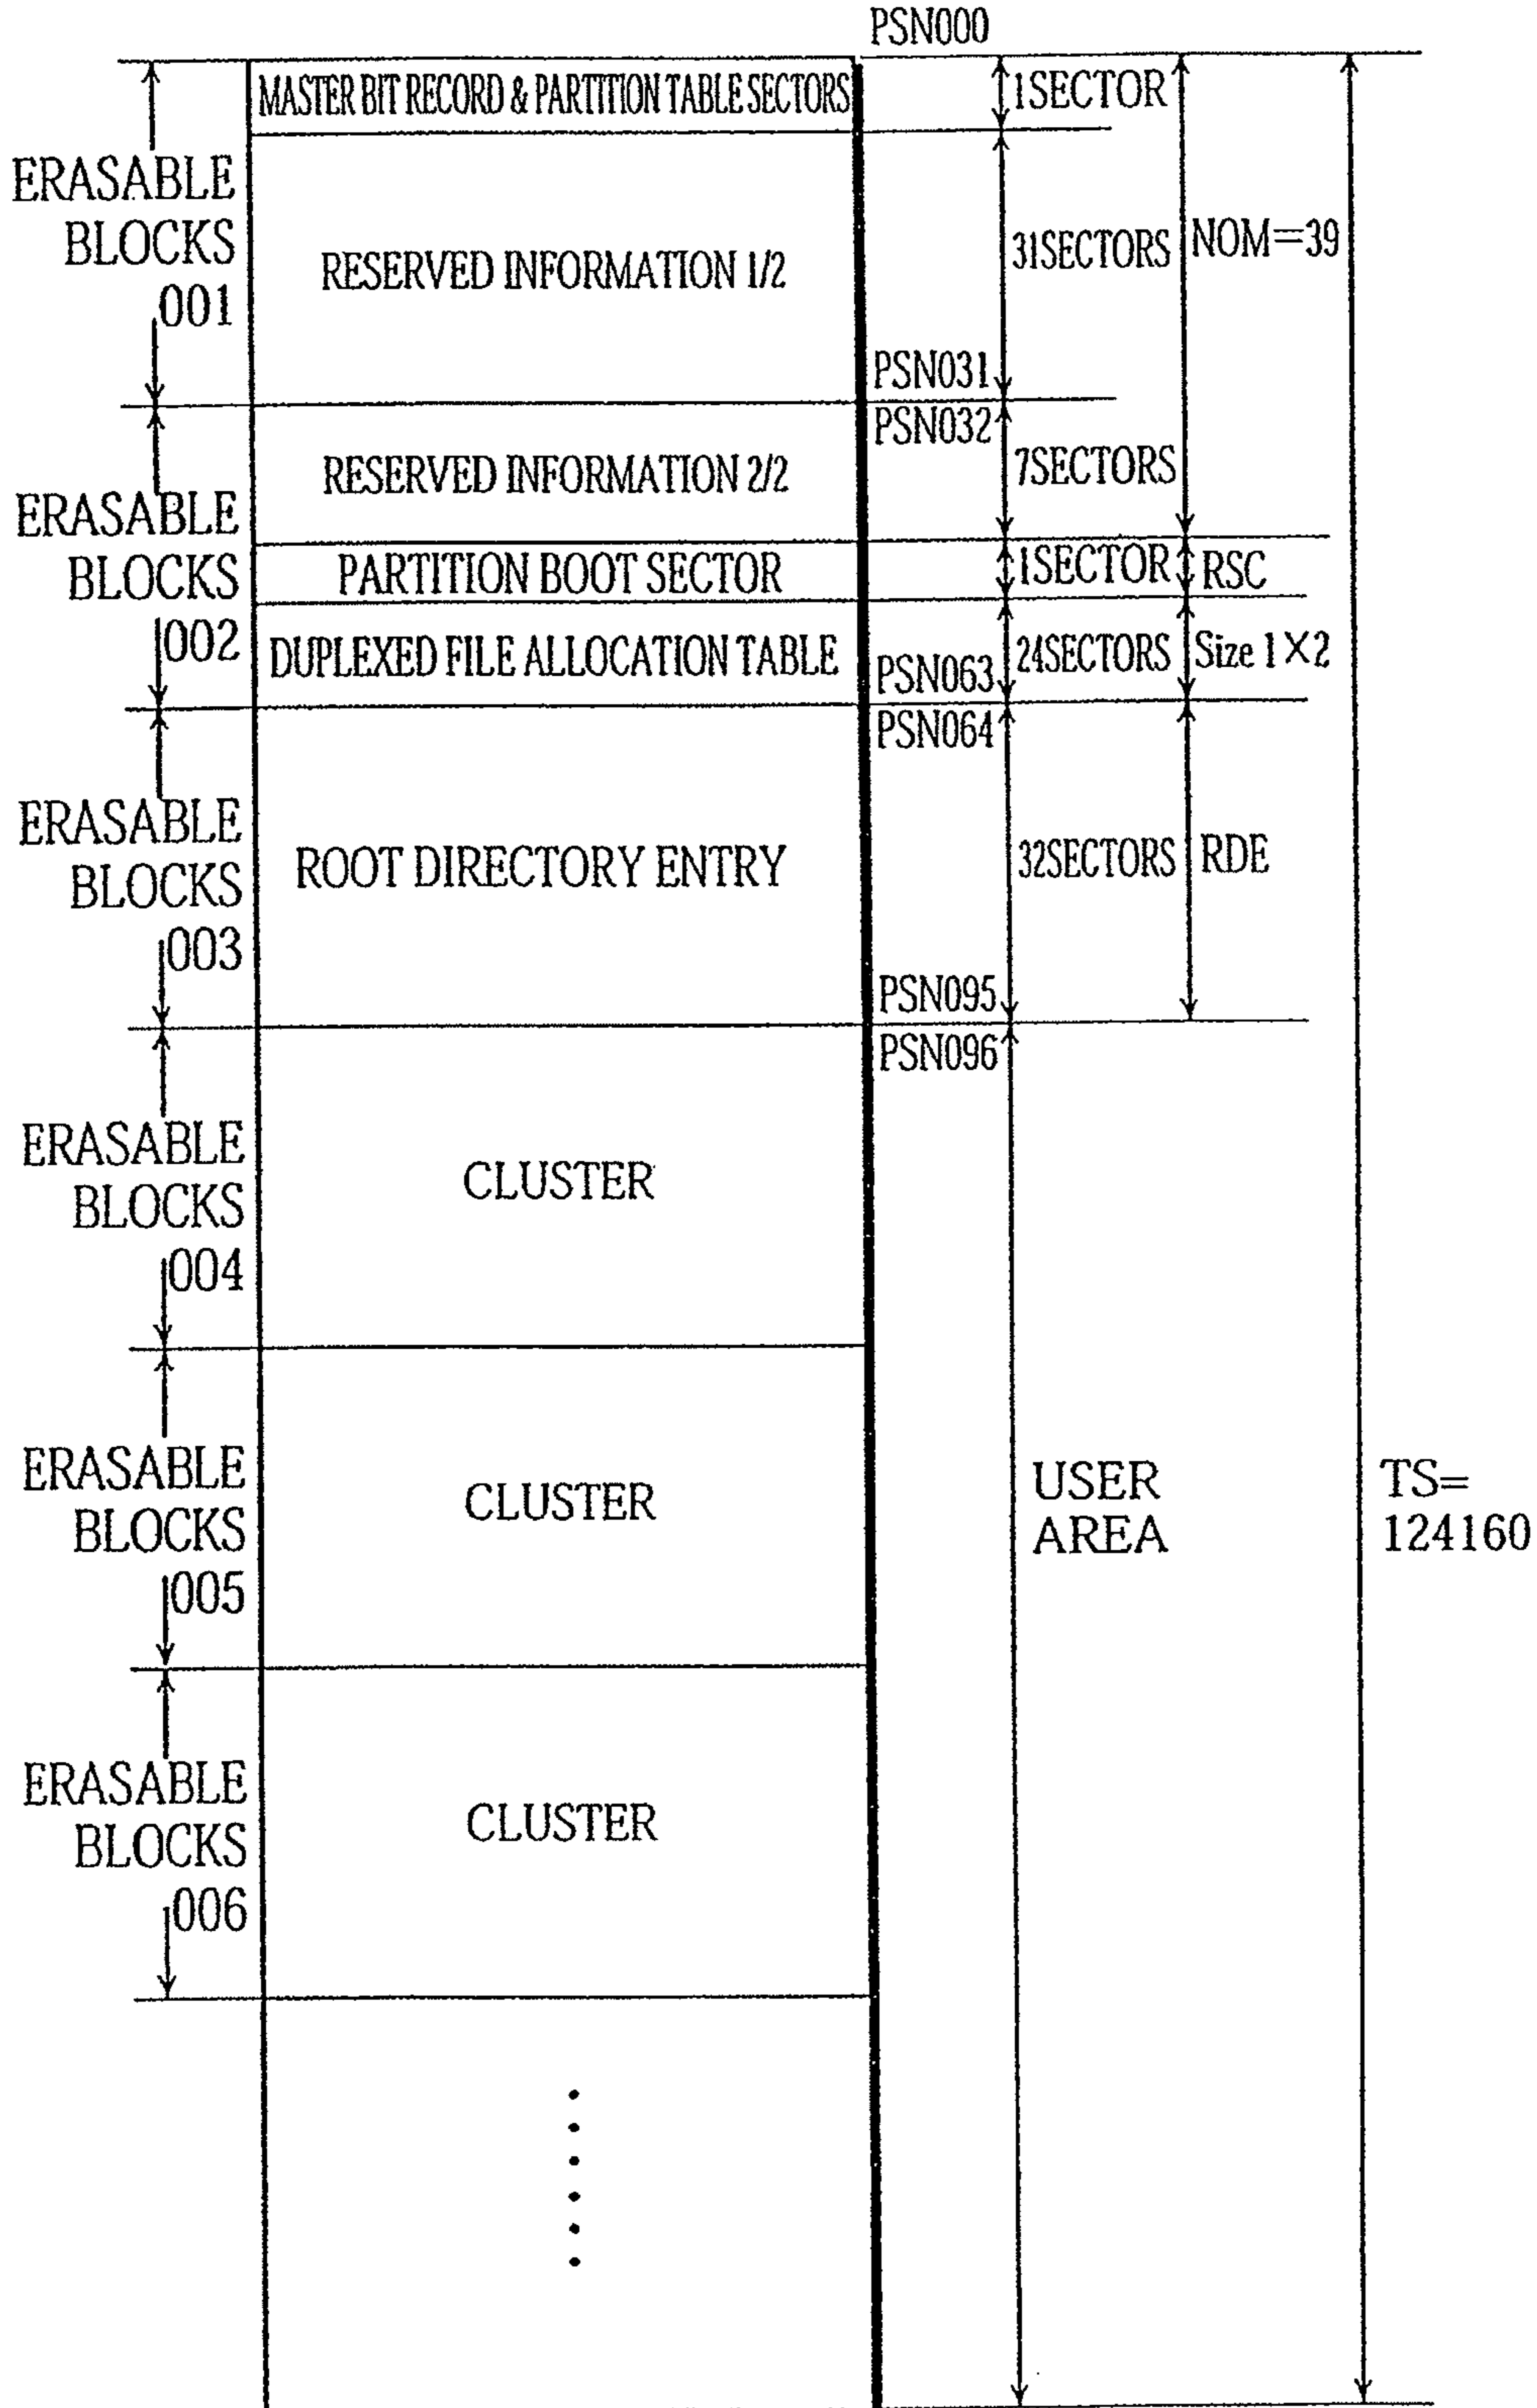 PSN000
MASTER BIT RECORD & PARTITION TABLE SECTORS
1SECTOR
ERASABLE
BLOCKS
001
RESERVED INFORMATION 1/2
31SECTORS
NOM=39
PSN031
PSN032
RESERVED INFORMATION 2/2
7SECTORS
ERASABLE
BLOCKS
002
PARTITION BOOT SECTOR
1SECTOR
RSC
DUPLEXED FILE ALLOCATION TABLE
PSN063
24SECTORS
Size 1×2
PSN064
ERASABLE
BLOCKS
003
ROOT DIRECTORY ENTRY
32SECTORS
RDE
PSN095
PSN096
ERASABLE
BLOCKS
004
CLUSTER
ERASABLE
BLOCKS
005
CLUSTER
USER
AREA
TS=
124160
ERASABLE
BLOCKS
006
CLUSTER